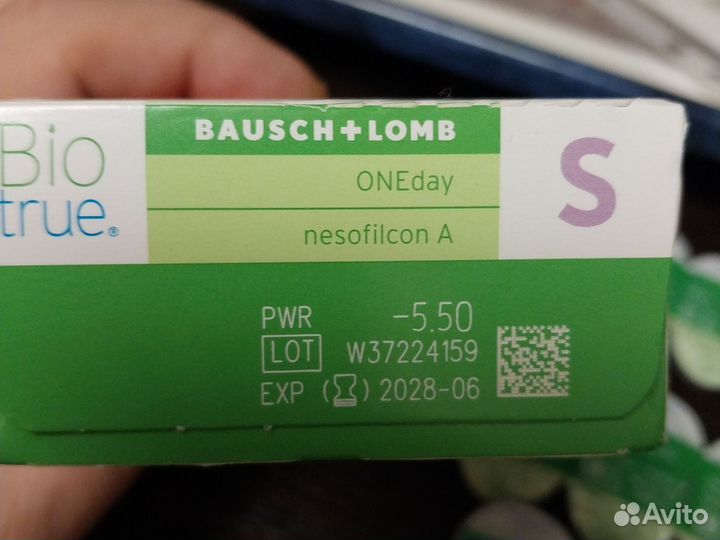 Bio
true®
BAUSCH+LOMB
ONEday
nesofilcon A
S
PWR -5.50
LOT W37224159
EXP 2028-06
Avito